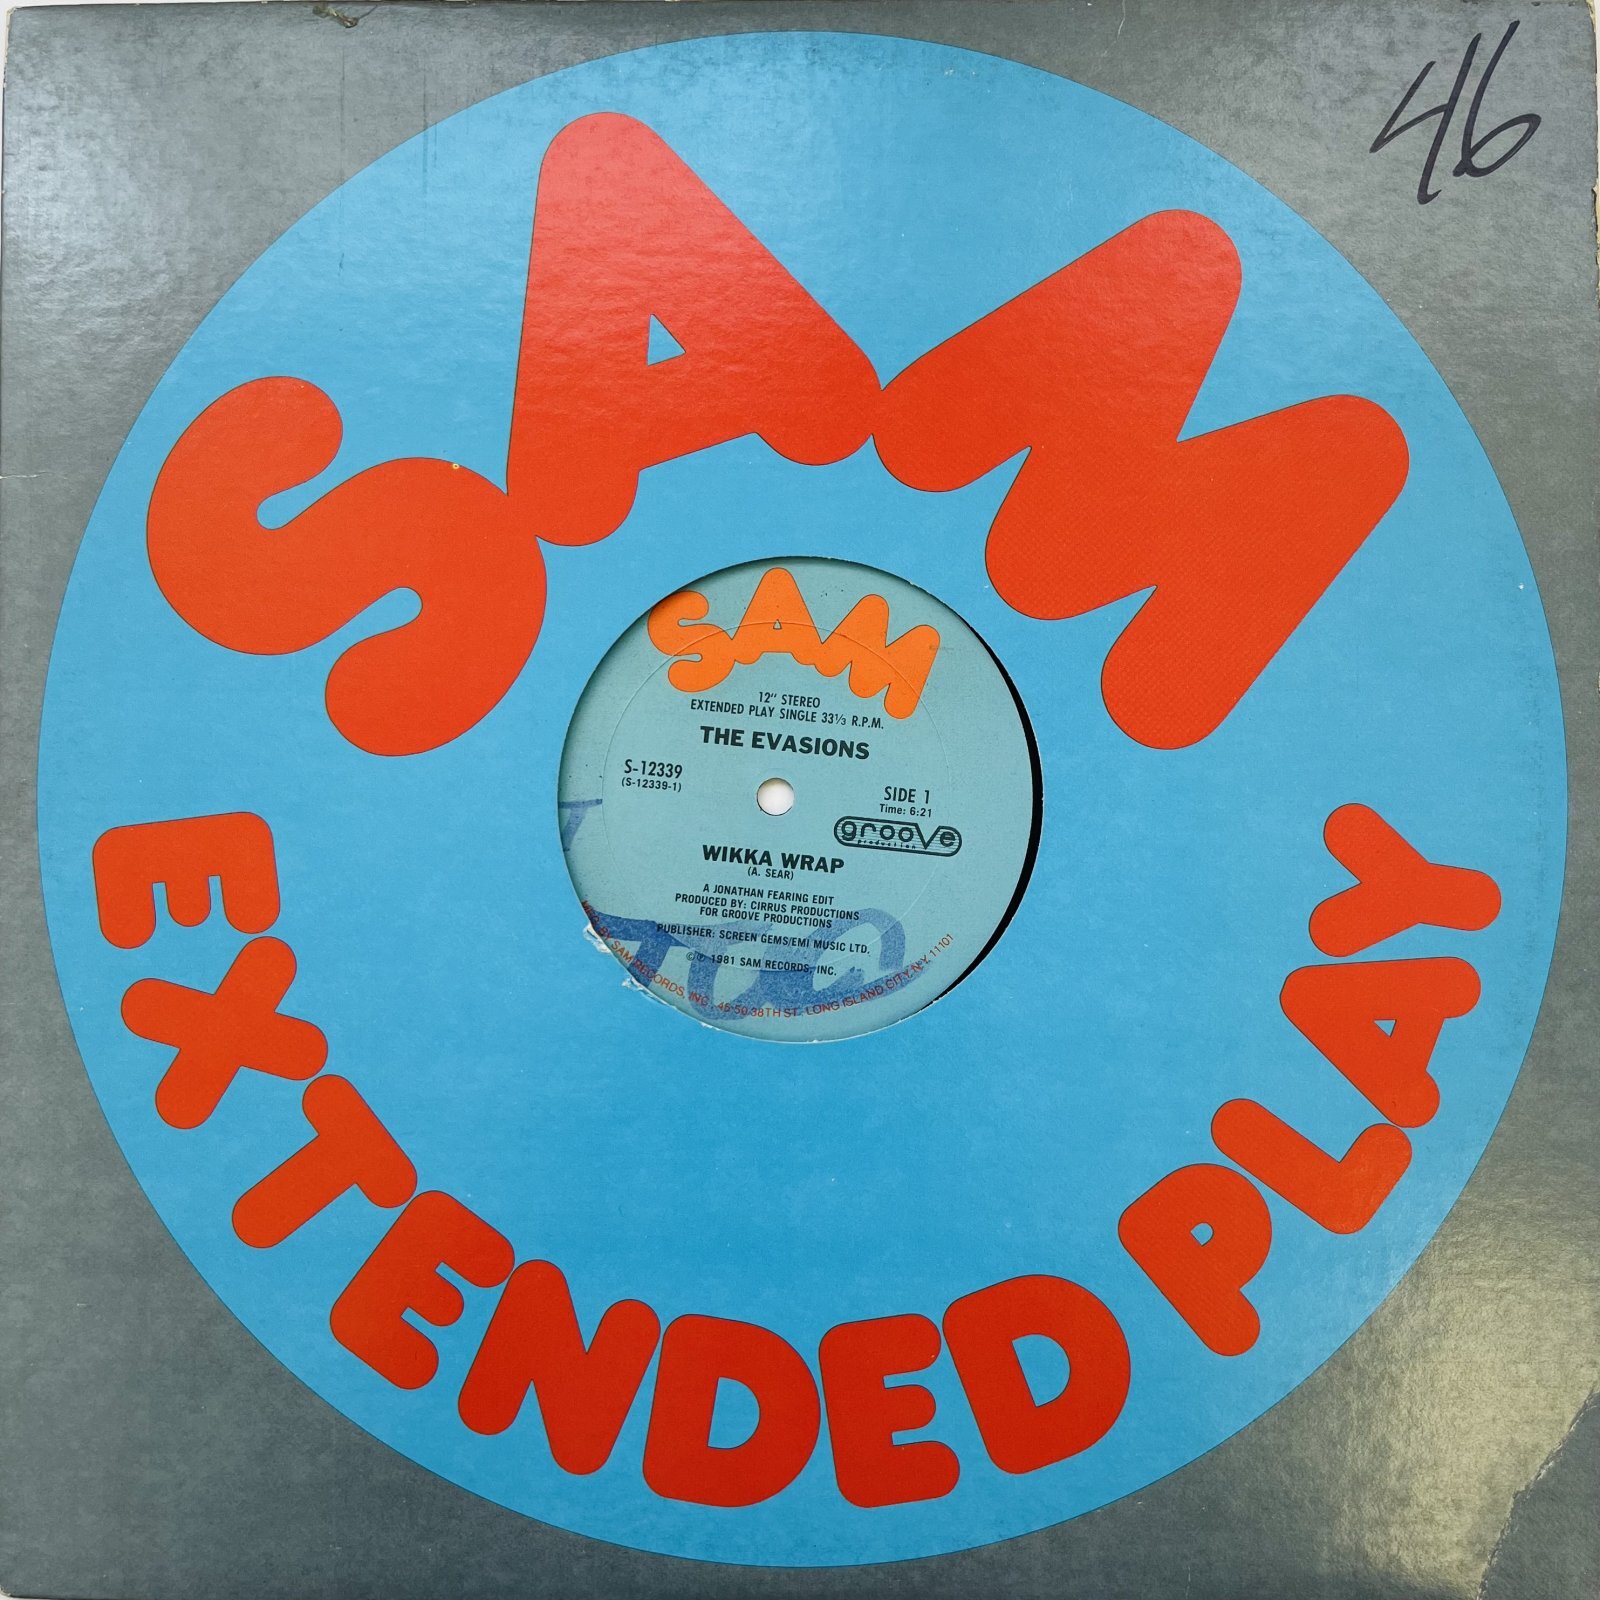 46
SAM
EXTENDED PLAY
SAM
12" STEREO
EXTENDED PLAY SINGLE 33⅓ R.P.M.
THE EVASIONS
S-12339
(S-12339-1)
SIDE 1
Time: 6:21
groove
production
WIKKA WRAP
(A. SEAR)
A JONATHAN FEARING EDIT
PRODUCED BY: CIRRUS PRODUCTIONS
FOR GROOVE PRODUCTIONS
PUBLISHER: SCREEN GEMS/EMI MUSIC LTD.
©℗ 1981 SAM RECORDS, INC.
MFG. BY SAM RECORDS, INC. 46-50 38TH ST., LONG ISLAND CITY, N.Y. 11101